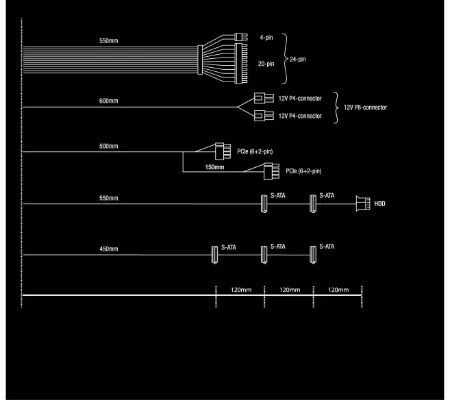 550mm
4-pin
20-pin
24-pin
600mm
12V P4-connector
12V P4-connector
12V P8-connector
500mm
PCIe (6+2-pin)
150mm
PCIe (6+2-pin)
550mm
S-ATA
S-ATA
HDD
450mm
S-ATA
S-ATA
S-ATA
120mm
120mm
120mm